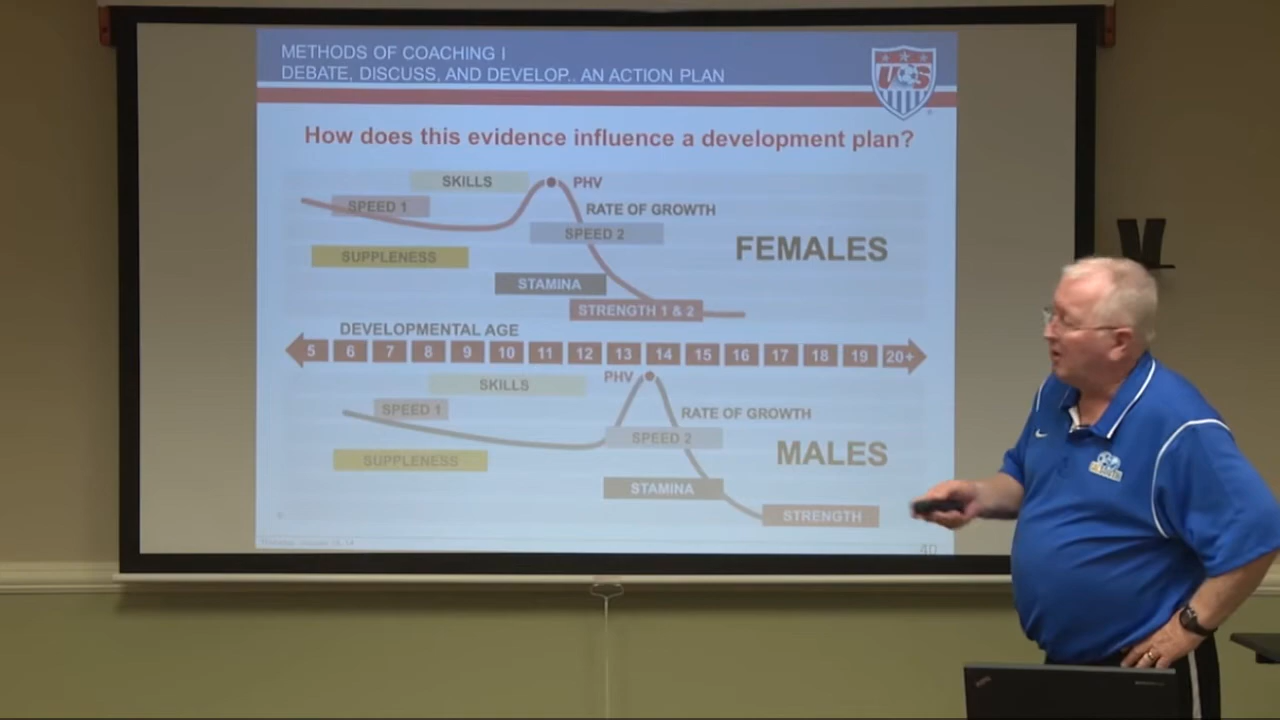 METHODS OF COACHING I
DEBATE, DISCUSS, AND DEVELOP.. AN ACTION PLAN
US
How does this evidence influence a development plan?
SKILLS
PHV
SPEED 1
RATE OF GROWTH
SPEED 2
FEMALES
SUPPLENESS
STAMINA
STRENGTH 1 & 2
DEVELOPMENTAL AGE
5 6 7 8 9 10 11 12 13 14 15 16 17 18 19 20+
SKILLS
PHV
SPEED 1
RATE OF GROWTH
SPEED 2
MALES
SUPPLENESS
STAMINA
STRENGTH
40